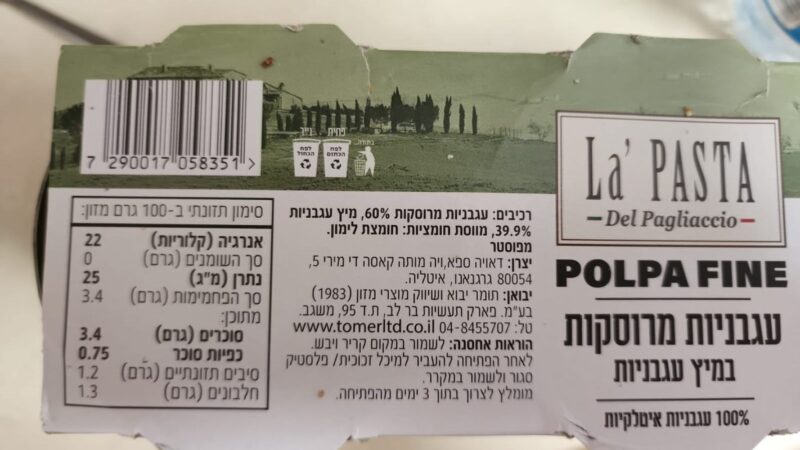 La' PASTA
Del Pagliaccio
POLPA FINE
עגבניות מרוסקות
במיץ עגבניות
100% עגבניות איטלקיות
רכיבים: עגבניות מרוסקות 60%, מיץ עגבניות
39.9%, מווסת חומציות: חומצת לימון.
מפוסטר
יצרן: דאויה ספא,ויה מותה קאסה די מירי 5,
80054 גרגנאנו, איטליה.
יבואן: תומר יבוא ושיווק מוצרי מזון (1983)
בע"מ. פארק תעשיות בר לב, ת.ד 95, משגב.
טל: 04-8455707 www.tomerltd.co.il
הוראות אחסנה: לשמור במקום קריר ויבש.
לאחר הפתיחה להעביר למיכל זכוכית/ פלסטיק
סגור ולשמור במקרר.
מומלץ לצרוך בתוך 3 ימים מהפתיחה.
פחית
נייר
לפח הכתום
לפח הכחול
7 290017 058351 >
סימון תזונתי ב-100 גרם מזון:
אנרגיה (קלוריות) 22
סך השומנים (גרם) 0
נתרן (מ"ג) 25
סך הפחמימות (גרם) 3.4
מתוכן:
סוכרים (גרם) 3.4
כפיות סוכר 0.75
סיבים תזונתיים (גרם) 1.2
חלבונים (גרם) 1.3